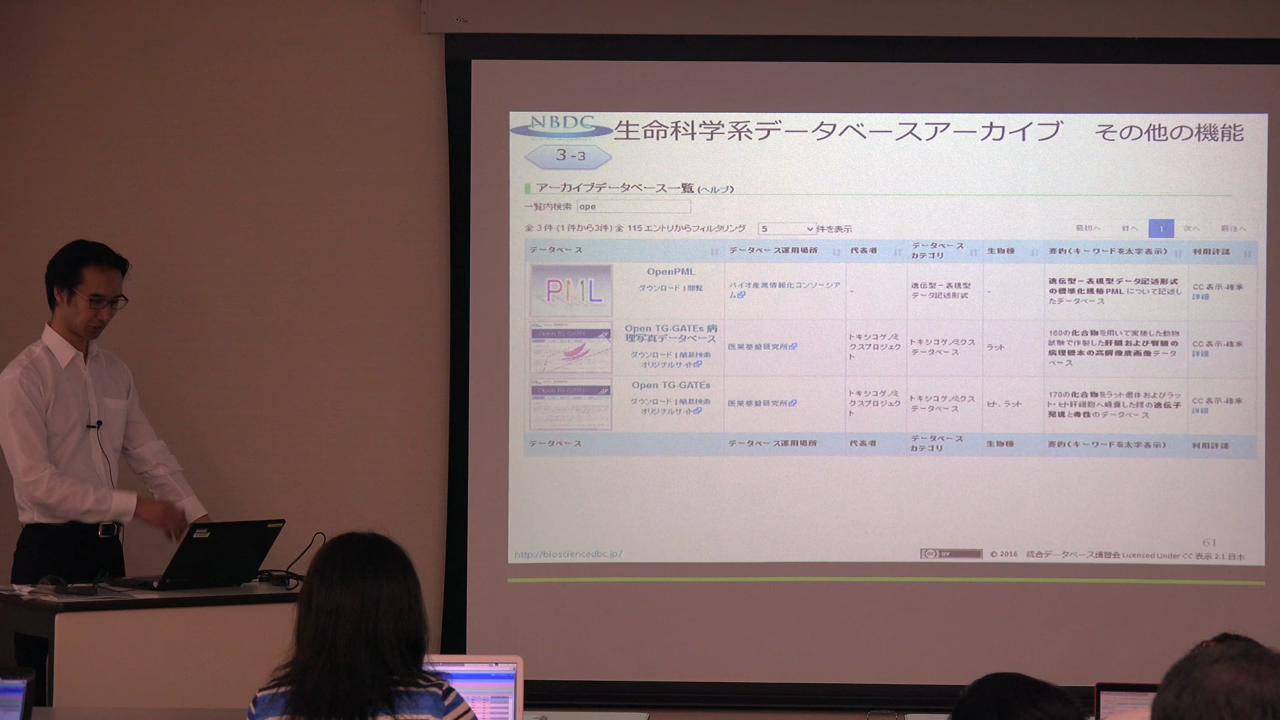 NBDC
生命科学系データベースアーカイブ その他の機能
3-3
アーカイブデータベース一覧 (ヘルプ)
一覧内検索 ope
全 3 件 (1 件から3件) 全 115 エントリからフィルタリング 5 件を表示
最初へ 前へ 1 次へ 最後へ
データベース データベース運用場所 代表者 データベースカテゴリ 生物種 要約(キーワードを太字表示) 利用許諾
PML
OpenPML
ダウンロード | 閲覧
バイオ産業情報化コンソーシアム
-
遺伝型－表現型データ記述形式
-
遺伝型－表現型データ記述形式の標準化規格 PML について記述したデータベース
CC 表示-継承
詳細
Open TG-GATEs
Open TG-GATEs 病理写真データベース
ダウンロード | 簡易検索
オリジナルサイト
医薬基盤研究所
トキシコゲノミクスプロジェクト
トキシコゲノミクスデータベース
ラット
160の化合物を用いて実施した動物試験で作製した肝臓および腎臓の病理標本の高解像度画像データベース
CC 表示-継承
詳細
Open TG-GATEs
Open TG-GATEs
ダウンロード | 簡易検索
オリジナルサイト
医薬基盤研究所
トキシコゲノミクスプロジェクト
トキシコゲノミクスデータベース
ヒト、ラット
170の化合物をラット個体およびラット・ヒト肝細胞へ曝露した際の遺伝子発現と毒性のデータベース
CC 表示-継承
詳細
データベース データベース運用場所 代表者 データベースカテゴリ 生物種 要約(キーワードを太字表示) 利用許諾
61
http://biosciencedbc.jp/
cc BY © 2016 統合データベース講習会 Licensed Under CC 表示 2.1 日本